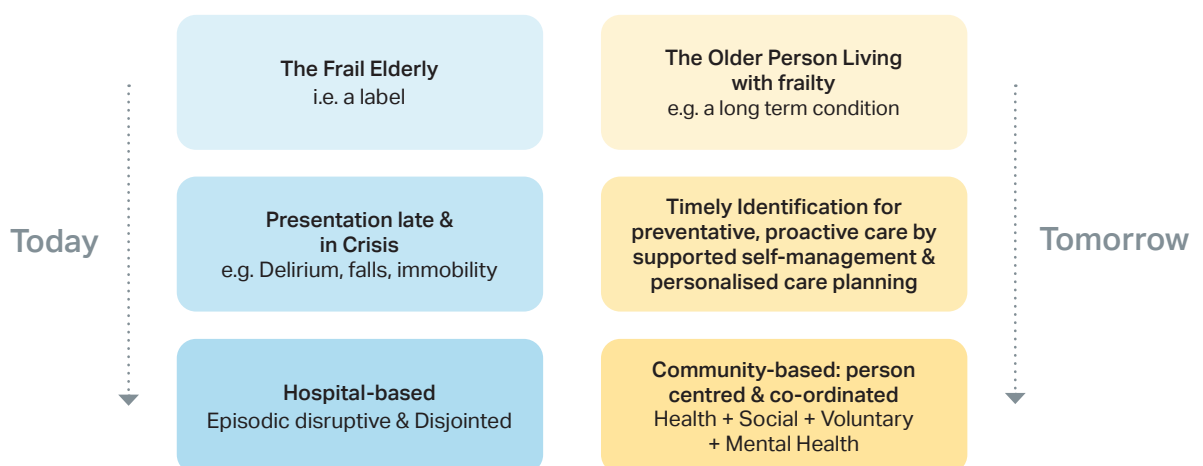 Today
The Frail Elderly
i.e. a label
Presentation late &
in Crisis
e.g. Delirium, falls, immobility
Hospital-based
Episodic disruptive & Disjointed
The Older Person Living
with frailty
e.g. a long term condition
Timely Identification for
preventative, proactive care by
supported self-management &
personalised care planning
Community-based: person
centred & co-ordinated
Health + Social + Voluntary
+ Mental Health
Tomorrow